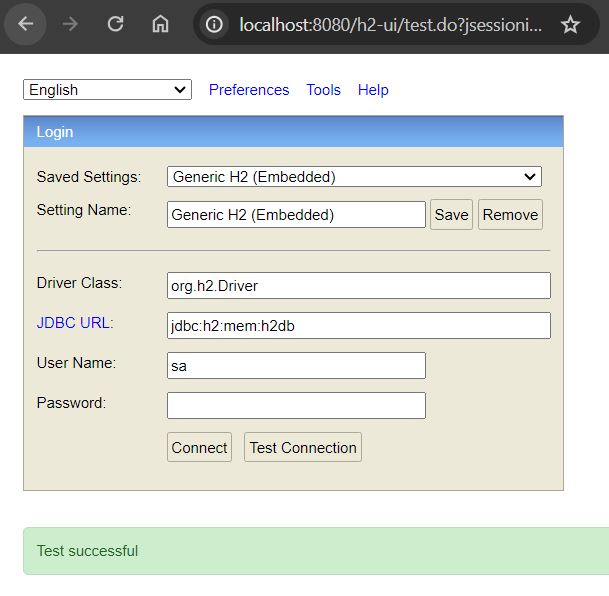 localhost:8080/h2-ui/test.do?jsessioni...
English Preferences Tools Help
Login
Saved Settings: Generic H2 (Embedded)
Setting Name: Generic H2 (Embedded) Save Remove
Driver Class: org.h2.Driver
JDBC URL: jdbc:h2:mem:h2db
User Name: sa
Password:
Connect Test Connection
Test successful